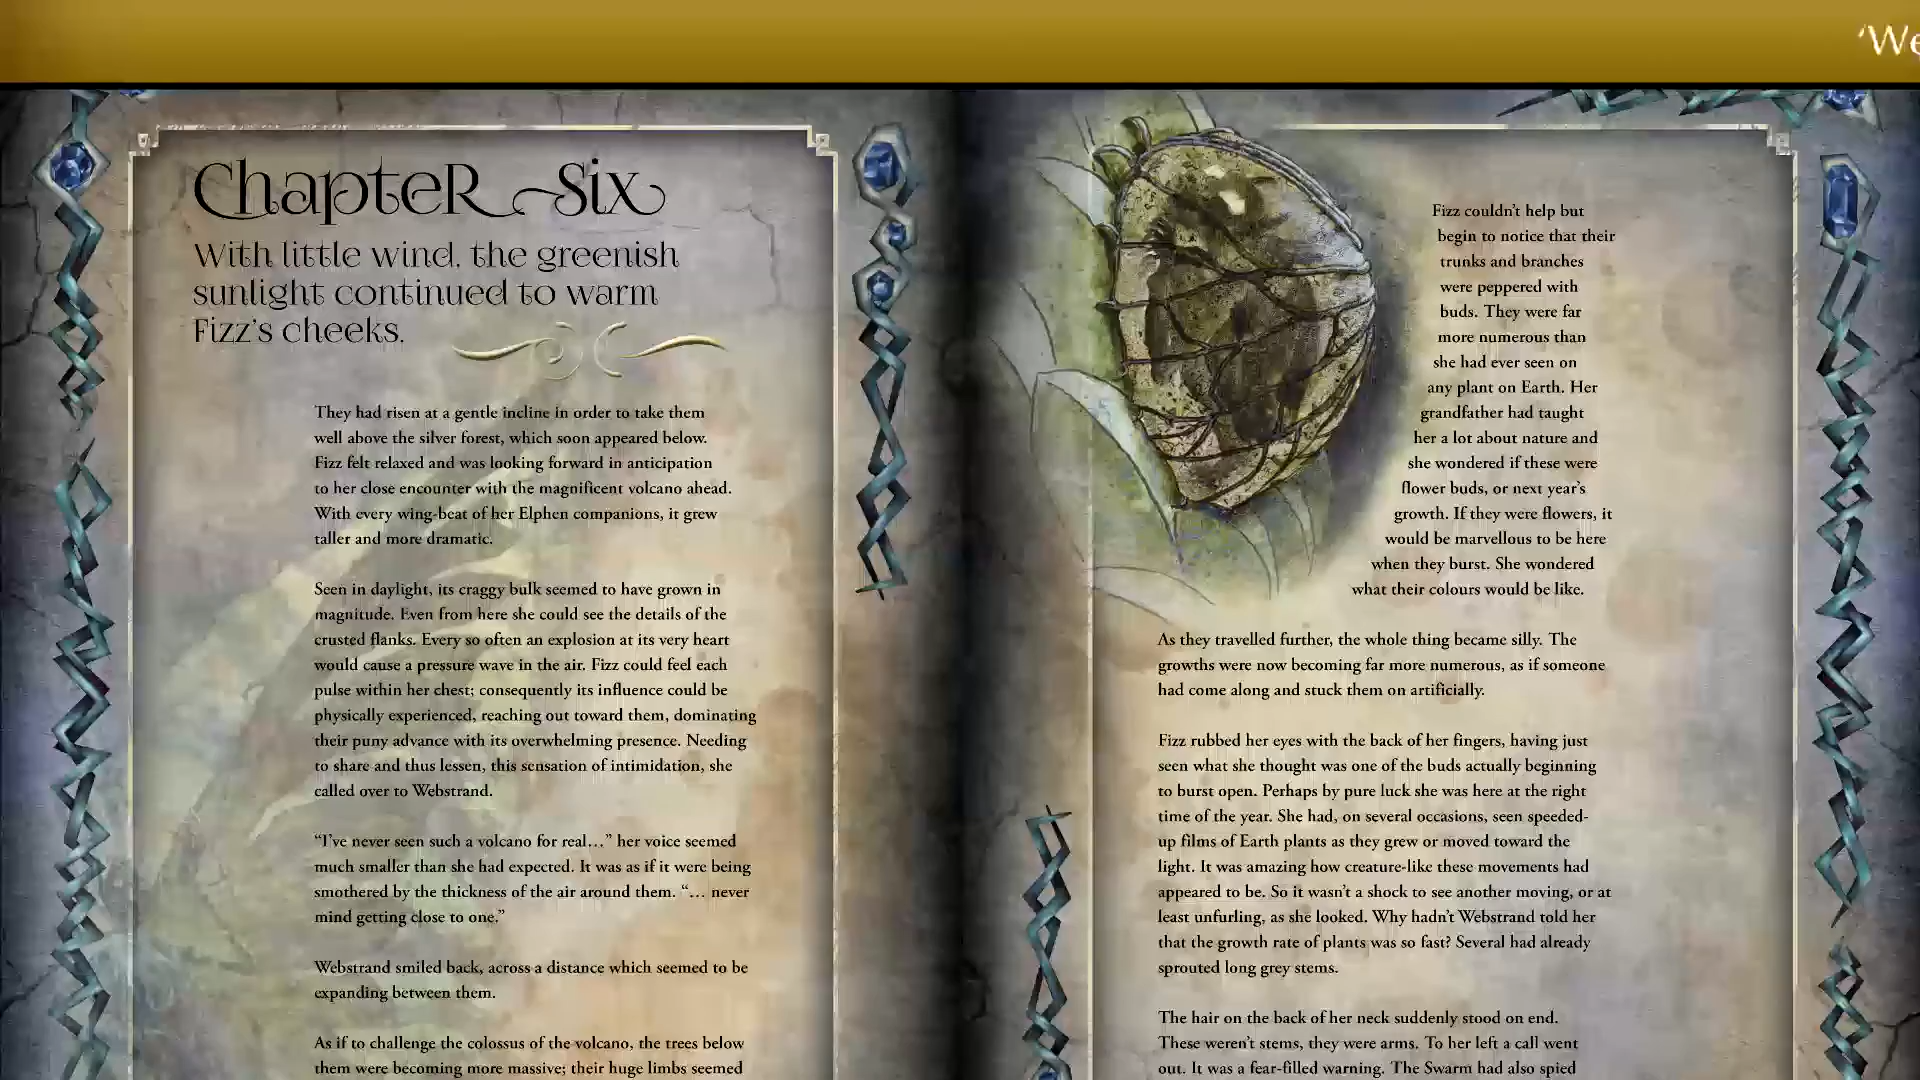 ‘We
Chapter Six
With little wind, the greenish
sunlight continued to warm
Fizz’s cheeks.
They had risen at a gentle incline in order to take them
well above the silver forest, which soon appeared below.
Fizz felt relaxed and was looking forward in anticipation
to her close encounter with the magnificent volcano ahead.
With every wing-beat of her Elphen companions, it grew
taller and more dramatic.
Seen in daylight, its craggy bulk seemed to have grown in
magnitude. Even from here she could see the details of the
crusted flanks. Every so often an explosion at its very heart
would cause a pressure wave in the air. Fizz could feel each
pulse within her chest; consequently its influence could be
physically experienced, reaching out toward them, dominating
their puny advance with its overwhelming presence. Needing
to share and thus lessen, this sensation of intimidation, she
called over to Webstrand.
“I’ve never seen such a volcano for real…” her voice seemed
much smaller than she had expected. It was as if it were being
smothered by the thickness of the air around them. “… never
mind getting close to one.”
Webstrand smiled back, across a distance which seemed to be
expanding between them.
As if to challenge the colossus of the volcano, the trees below
them were becoming more massive; their huge limbs seemed
Fizz couldn’t help but
begin to notice that their
trunks and branches
were peppered with
buds. They were far
more numerous than
she had ever seen on
any plant on Earth. Her
grandfather had taught
her a lot about nature and
she wondered if these were
flower buds, or next year’s
growth. If they were flowers, it
would be marvellous to be here
when they burst. She wondered
what their colours would be like.
As they travelled further, the whole thing became silly. The
growths were now becoming far more numerous, as if someone
had come along and stuck them on artificially.
Fizz rubbed her eyes with the back of her fingers, having just
seen what she thought was one of the buds actually beginning
to burst open. Perhaps by pure luck she was here at the right
time of the year. She had, on several occasions, seen speeded-
up films of Earth plants as they grew or moved toward the
light. It was amazing how creature-like these movements had
appeared to be. So it wasn’t a shock to see another moving, or at
least unfurling, as she looked. Why hadn’t Webstrand told her
that the growth rate of plants was so fast? Several had already
sprouted long grey stems.
The hair on the back of her neck suddenly stood on end.
These weren’t stems, they were arms. To her left a call went
out. It was a fear-filled warning. The Swarm had also spied